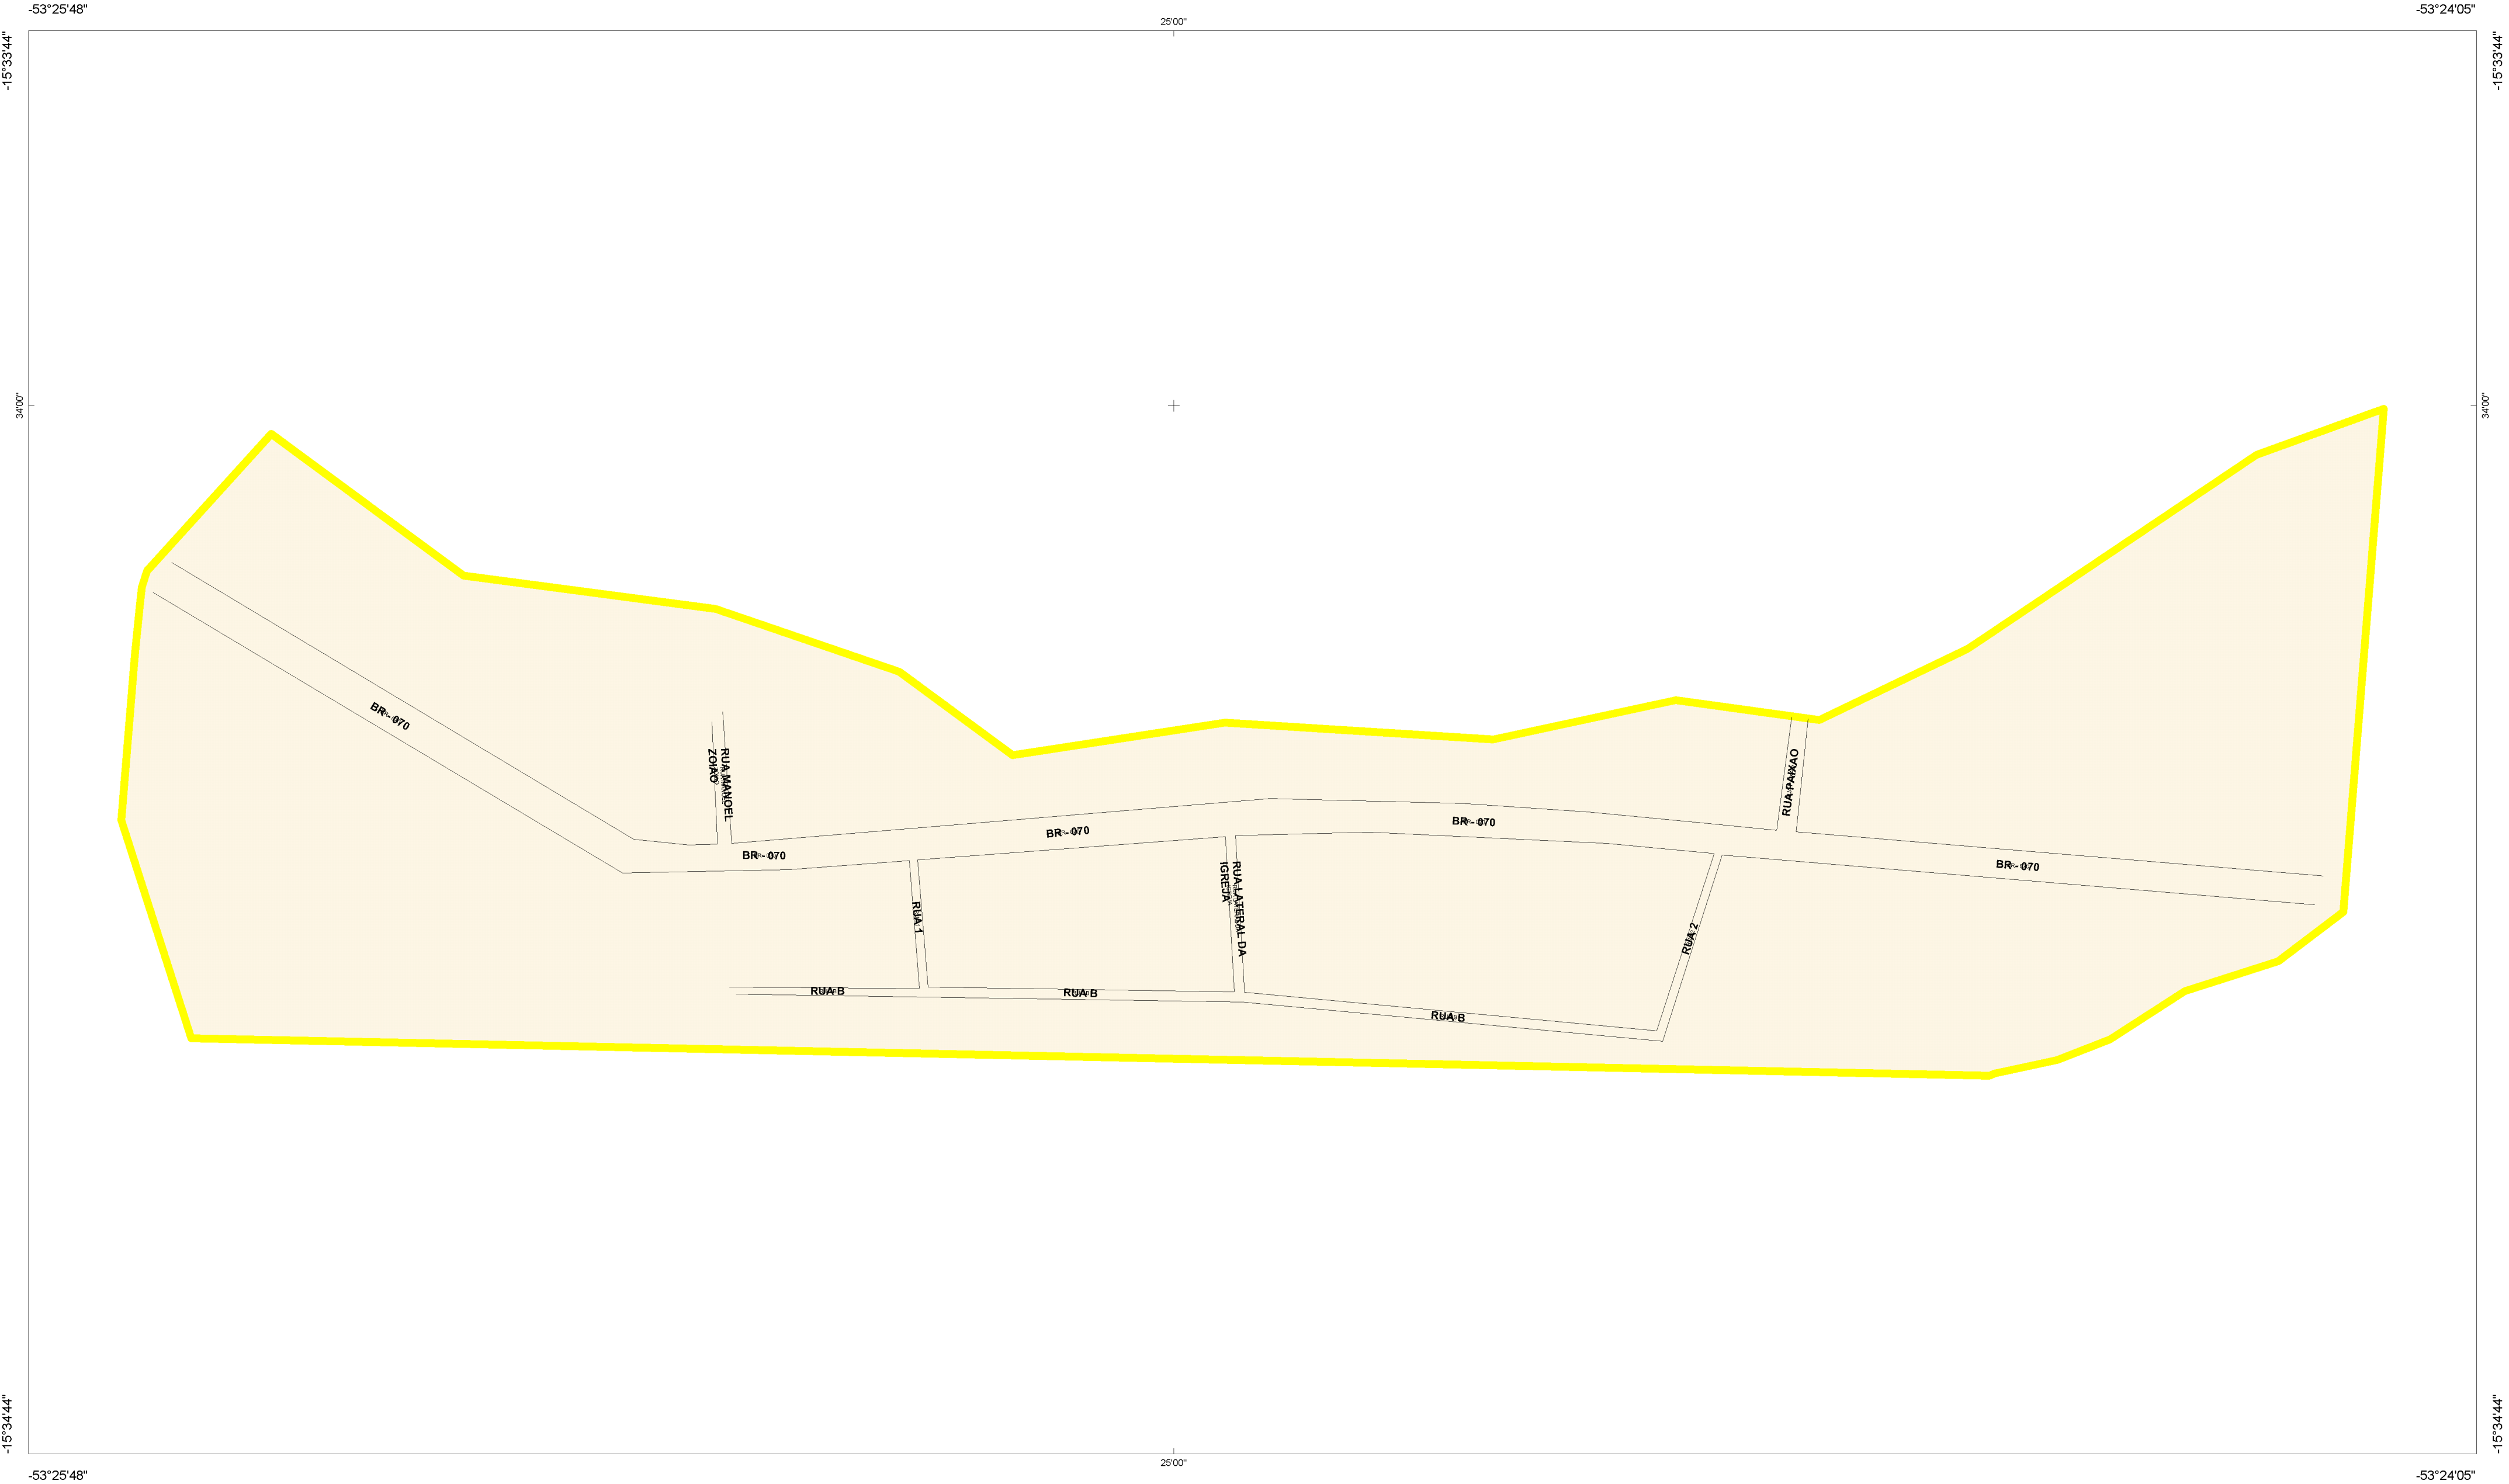 -53°25'48"
-53°24'05"
25'00"
-15°33'44"
-15°33'44"
34'00"
34'00"
BR - 070
RUA MANOEL
ZOIAO
RUA PAIXAO
BR - 070
BR - 070
BR - 070
BR - 070
RUA 1
RUA LATERAL DA
IGREJA
RUA 2
RUA B
RUA B
RUA B
-15°34'44"
-15°34'44"
25'00"
-53°25'48"
-53°24'05"